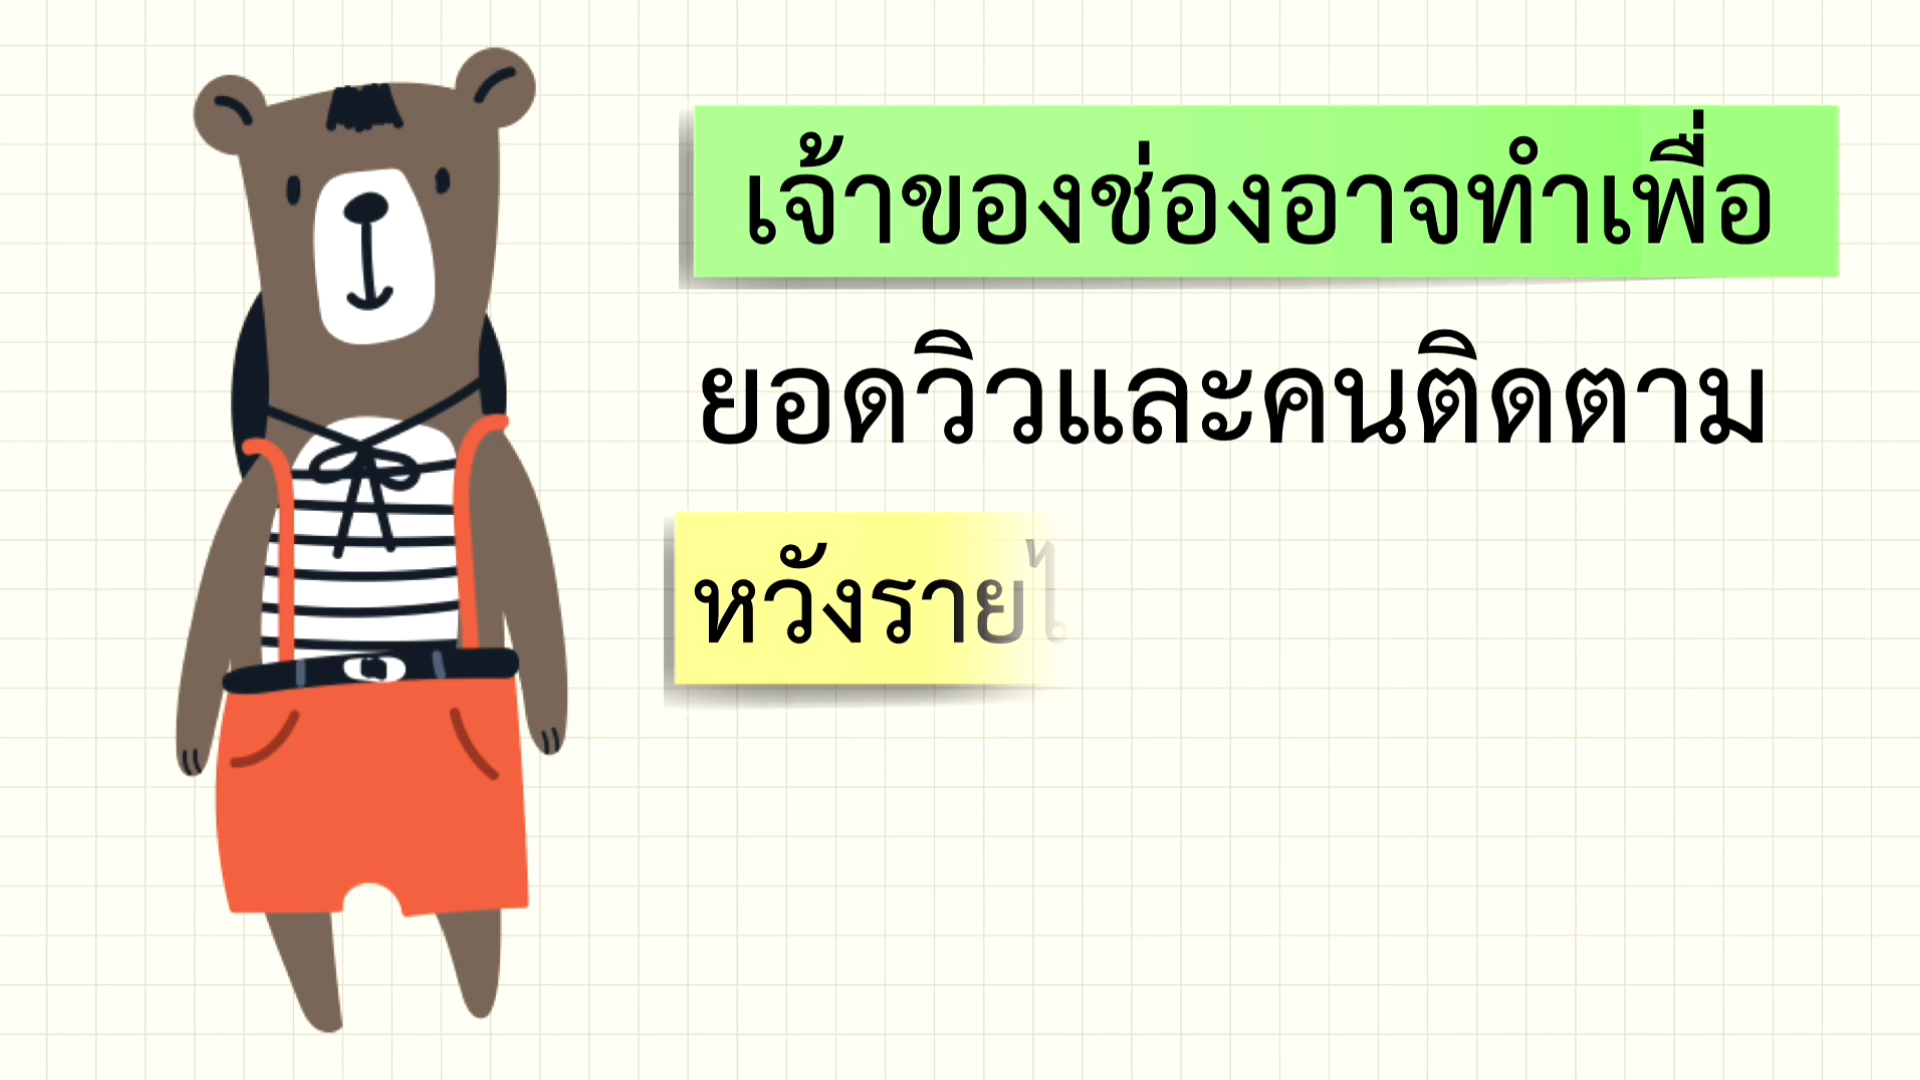 เจ้าของช่องอาจทำเพื่อ
ยอดวิวและคนติดตาม
หวังราย